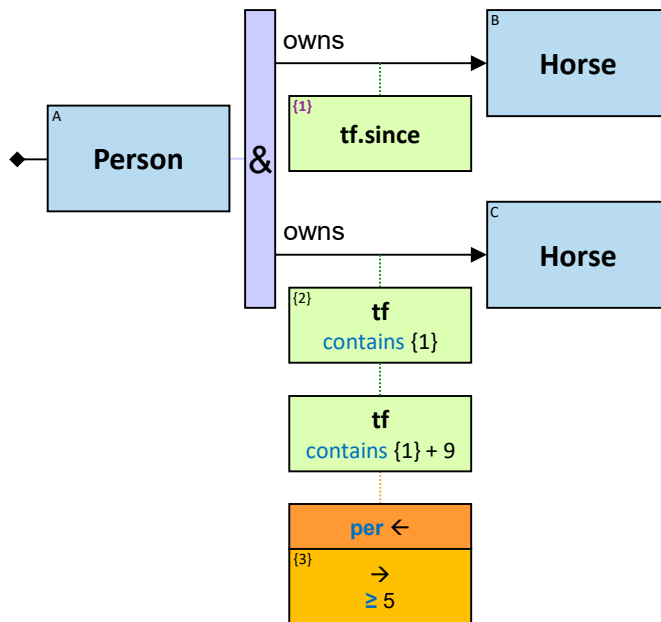 owns
B
Horse
{1}
tf.since
A
Person
&
owns
C
Horse
{2}
tf
contains {1}
tf
contains {1} + 9
per ←
{3}
→
≥ 5